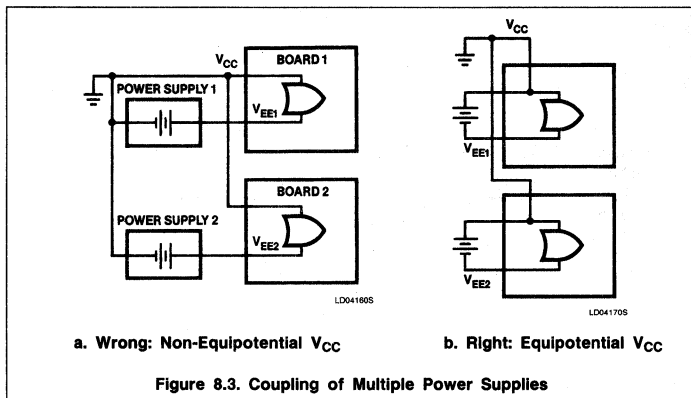 VCC
BOARD 1
POWER SUPPLY 1
VEE1
BOARD 2
POWER SUPPLY 2
VEE2
LD04160S
VCC
VEE1
VEE2
LD04170S
a. Wrong: Non-Equipotential VCC
b. Right: Equipotential VCC
Figure 8.3. Coupling of Multiple Power Supplies